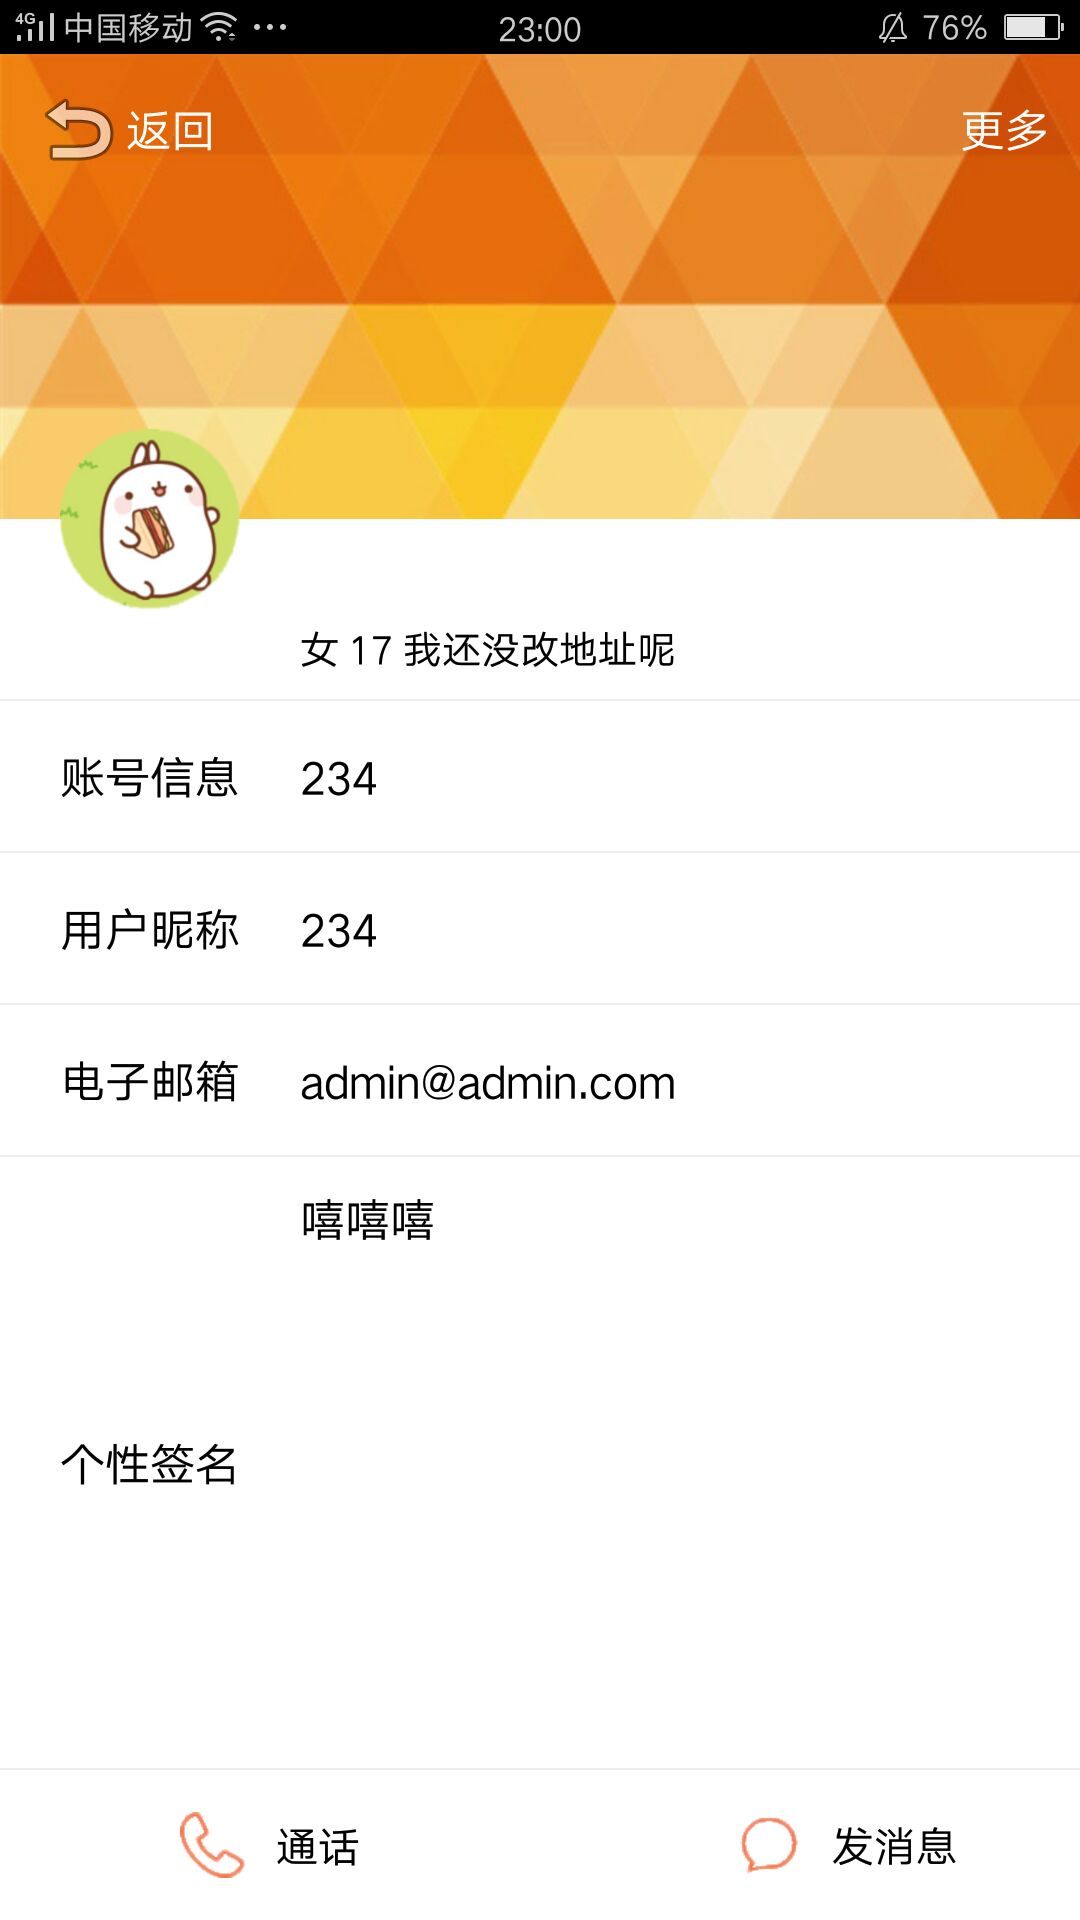 4G 中国移动 ··· 23:00 76%
返回 更多
女 17 我还没改地址呢
账号信息 234
用户昵称 234
电子邮箱 admin@admin.com
嘻嘻嘻
个性签名
通话 发消息